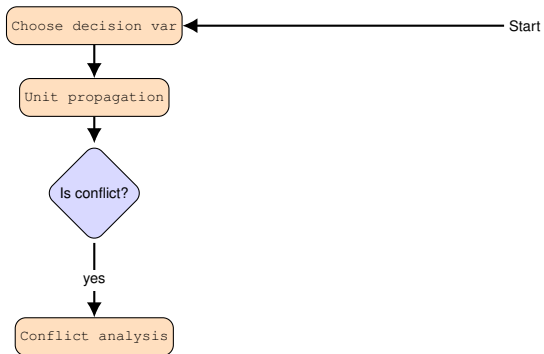 Choose decision var
Start
Unit propagation
Is conflict?
yes
Conflict analysis